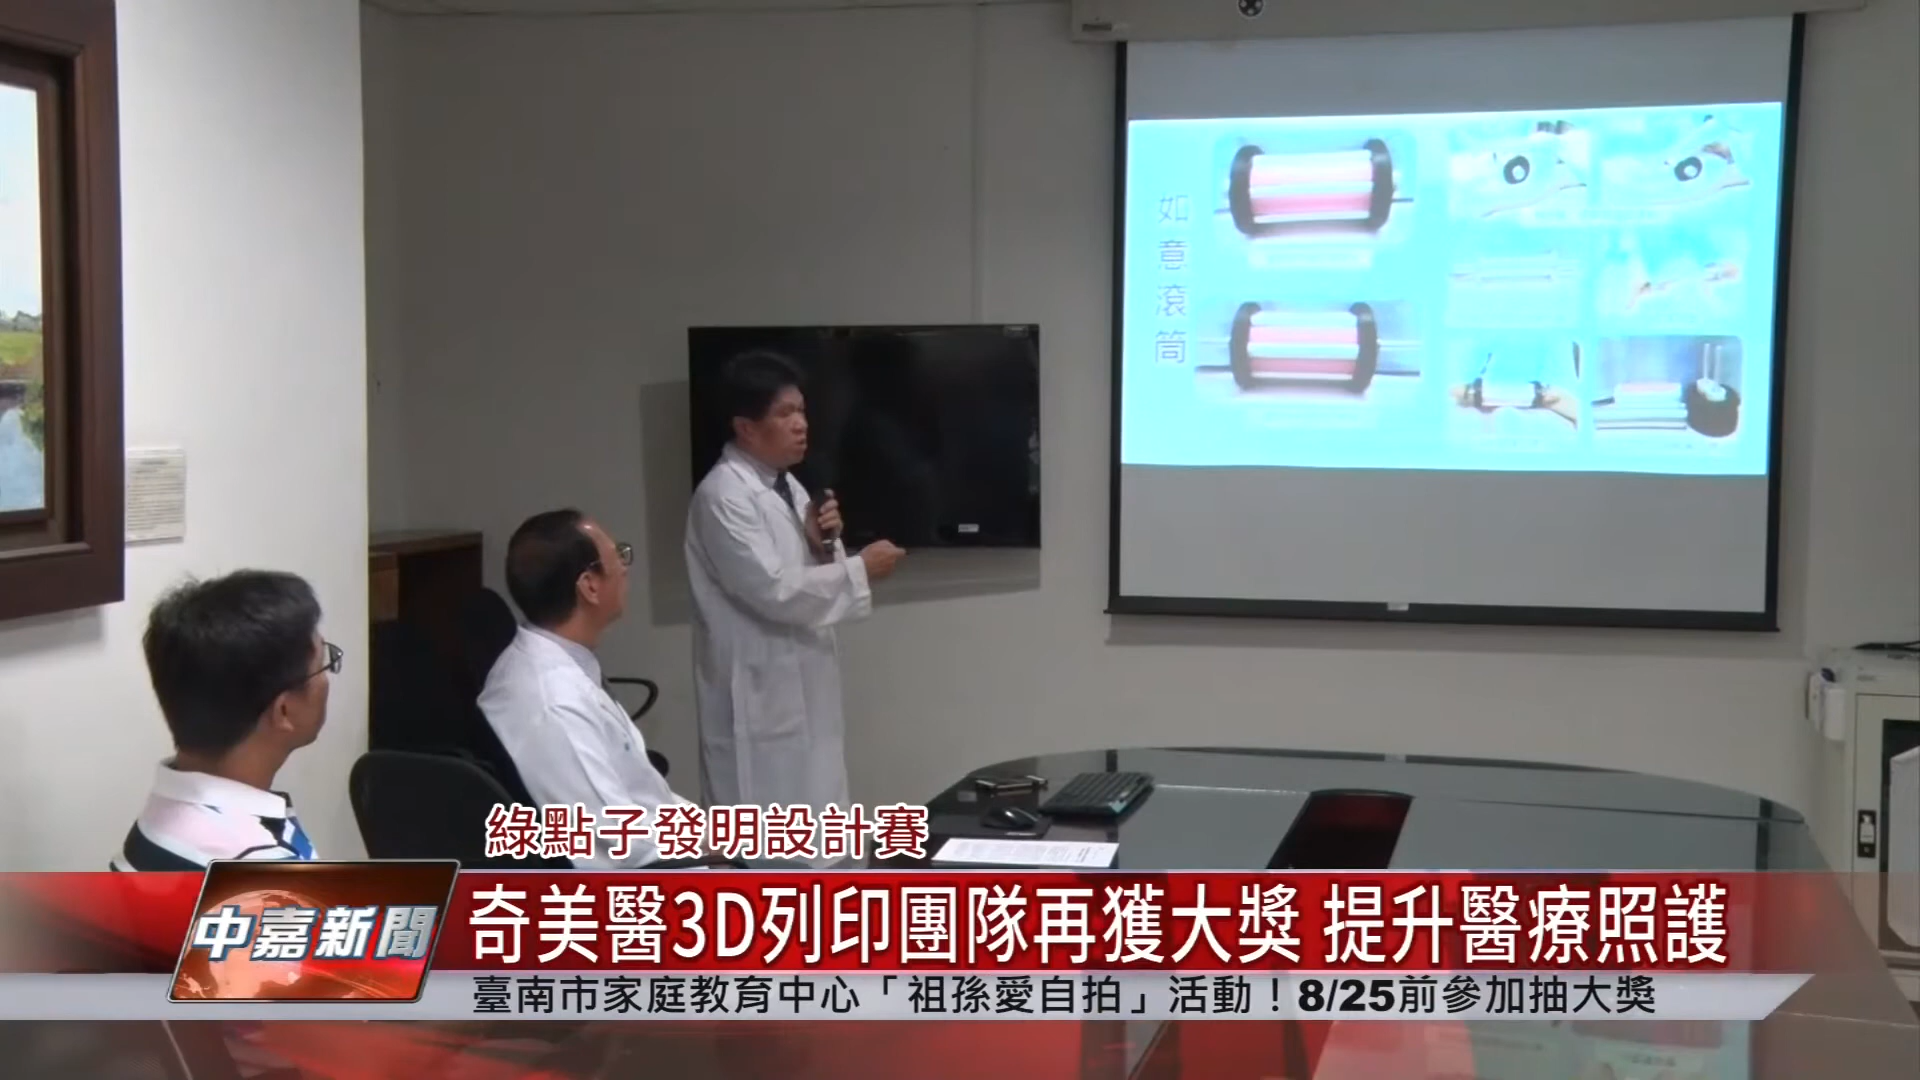 如意滾筒
綠點子發明設計賽
中嘉新聞
奇美醫3D列印團隊再獲大獎 提升醫療照護
臺南市家庭教育中心「祖孫愛自拍」活動！8/25前參加抽大獎